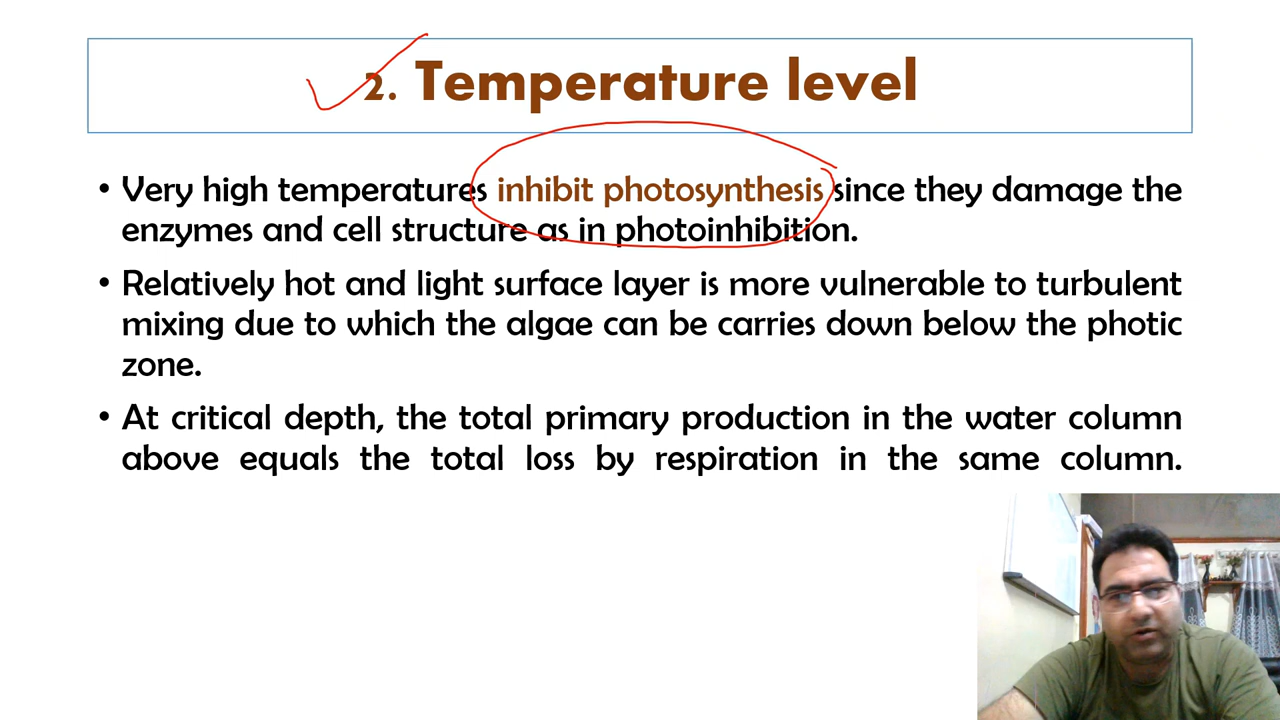 2. Temperature level
• Very high temperatures inhibit photosynthesis since they damage the
enzymes and cell structure as in photoinhibition.
• Relatively hot and light surface layer is more vulnerable to turbulent
mixing due to which the algae can be carries down below the photic
zone.
• At critical depth, the total primary production in the water column
above equals the total loss by respiration in the same column.